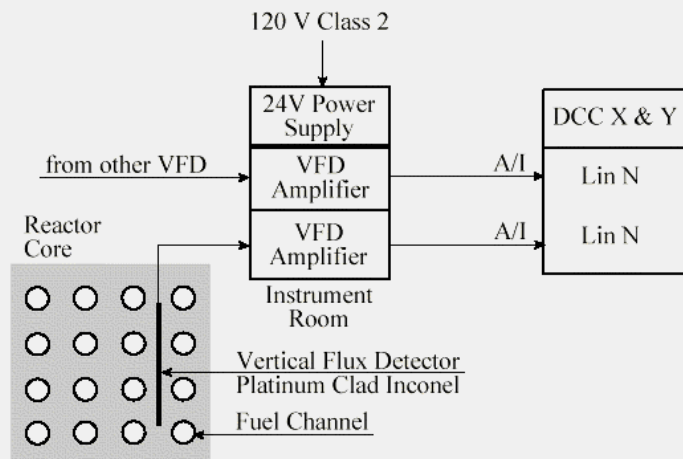 120 V Class 2
24V Power
Supply
DCC X & Y
from other VFD
VFD
Amplifier
A/I
Lin N
Reactor
Core
VFD
Amplifier
A/I
Lin N
Instrument
Room
Vertical Flux Detector
Platinum Clad Inconel
Fuel Channel